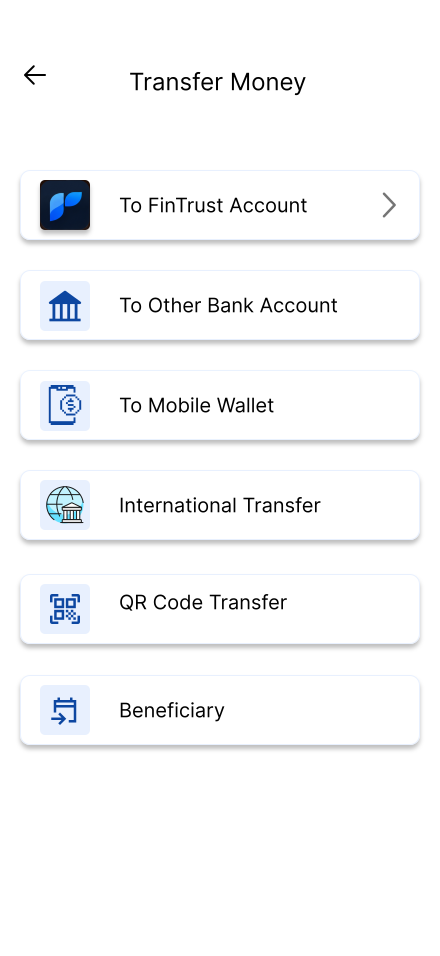 Transfer Money
To FinTrust Account
To Other Bank Account
To Mobile Wallet
International Transfer
QR Code Transfer
Beneficiary